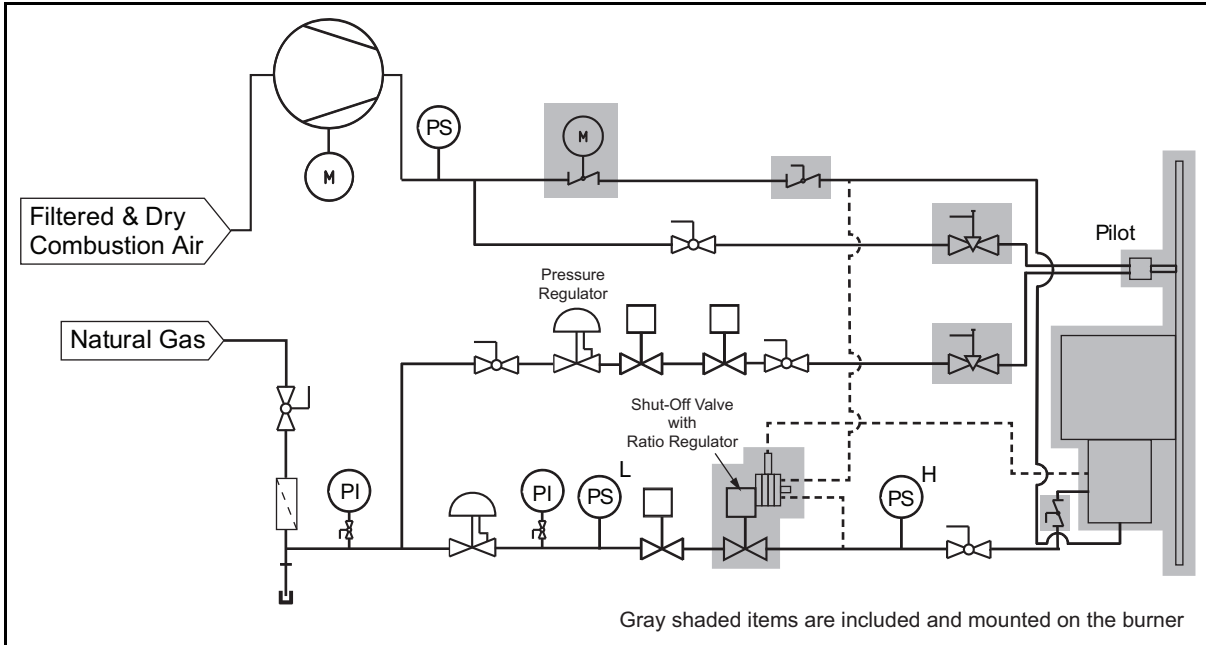 PS
M
M
Filtered & Dry
Combustion Air
Pilot
Pressure
Regulator
Natural Gas
Shut-Off Valve
with
Ratio Regulator
PI
PI
PS
L
PS
H
Gray shaded items are included and mounted on the burner